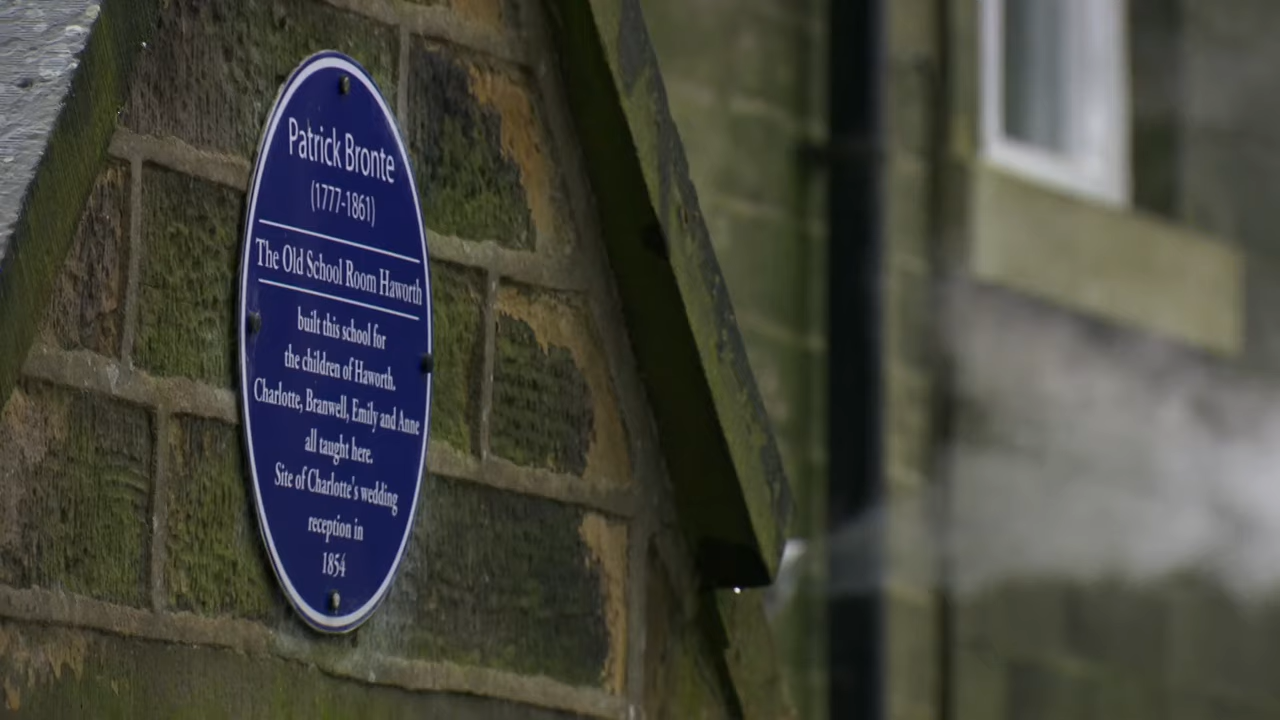 Patrick Bronte
(1777-1861)
The Old School Room Haworth
built this school for
the children of Haworth.
Charlotte, Branwell, Emily and Anne
all taught here.
Site of Charlotte's wedding
reception in
1854